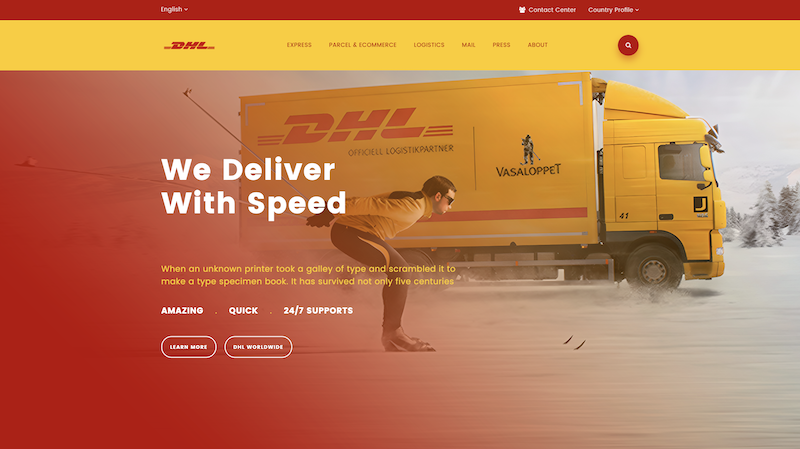 English
Contact Center
Country Profile
DHL
EXPRESS
PARCEL & ECOMMERCE
LOGISTICS
MAIL
PRESS
ABOUT
DHL
OFFICIELL LOGISTIKPARTNER
VASALOPPET
41
We Deliver
With Speed
When an unknown printer took a galley of type and scrambled it to
make a type specimen book. It has survived not only five centuries
AMAZING . QUICK . 24/7 SUPPORTS
LEARN MORE
DHL WORLDWIDE